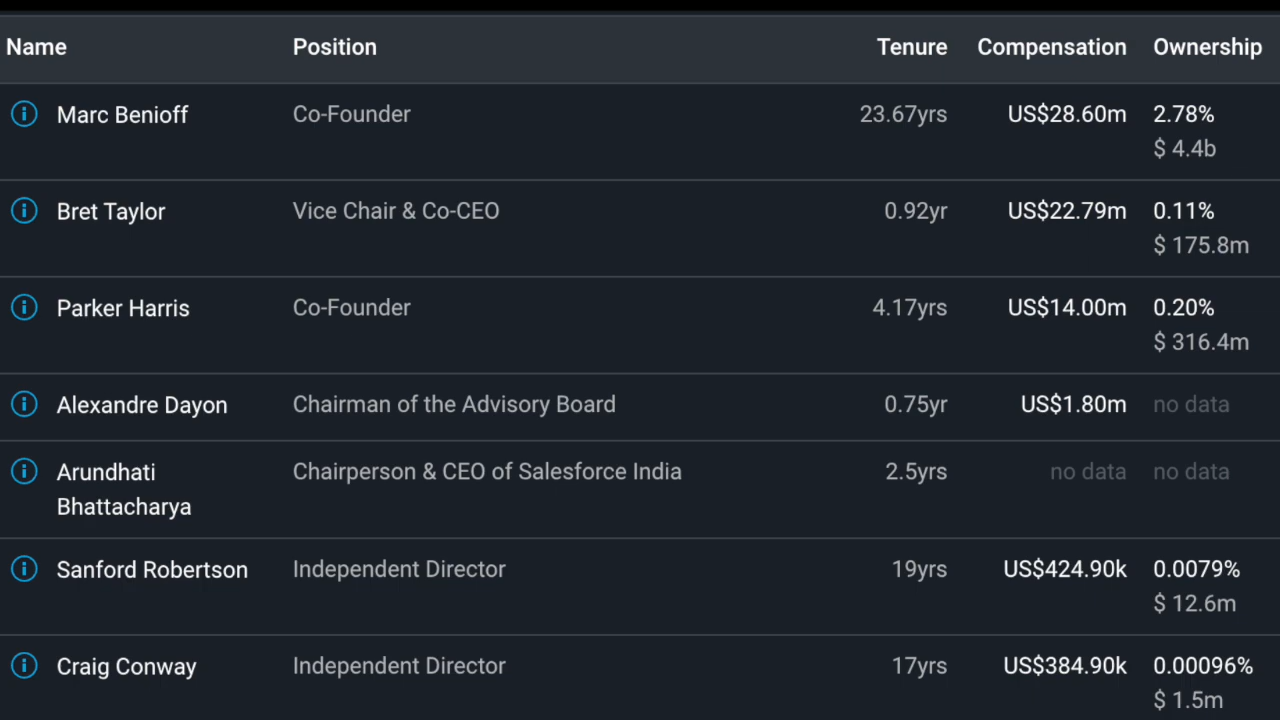 Name Position Tenure Compensation Ownership
Marc Benioff Co-Founder 23.67yrs US$28.60m 2.78%
$ 4.4b
Bret Taylor Vice Chair & Co-CEO 0.92yr US$22.79m 0.11%
$ 175.8m
Parker Harris Co-Founder 4.17yrs US$14.00m 0.20%
$ 316.4m
Alexandre Dayon Chairman of the Advisory Board 0.75yr US$1.80m no data
Arundhati Chairperson & CEO of Salesforce India 2.5yrs no data no data
Bhattacharya
Sanford Robertson Independent Director 19yrs US$424.90k 0.0079%
$ 12.6m
Craig Conway Independent Director 17yrs US$384.90k 0.00096%
$ 1.5m